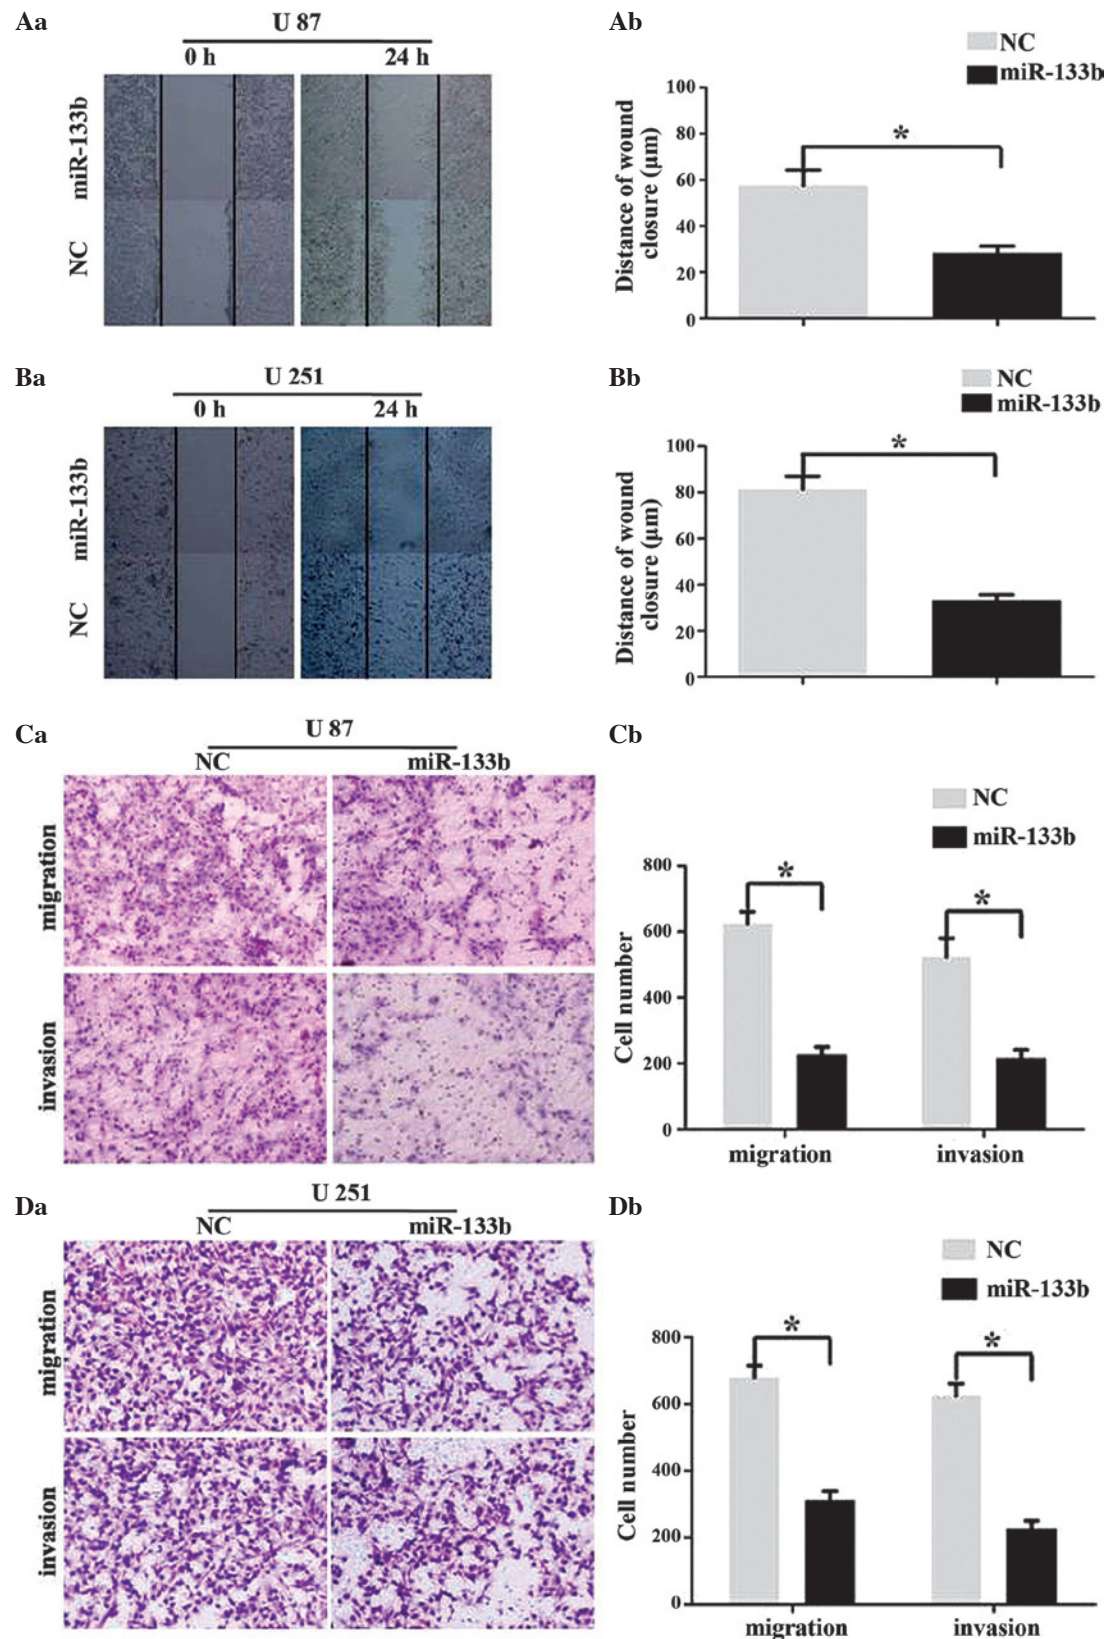 Aa
U 87
0 h
24 h
miR-133b
NC
Ab
NC
miR-133b
Distance of wound
closure (μm)
100
80
60
40
20
0
*
Ba
U 251
0 h
24 h
miR-133b
NC
Bb
NC
miR-133b
Distance of wound
closure (μm)
100
80
60
40
20
0
*
Ca
U 87
NC
miR-133b
migration
invasion
Cb
NC
miR-133b
Cell number
800
600
400
200
0
*
*
migration
invasion
Da
U 251
NC
miR-133b
migration
invasion
Db
NC
miR-133b
Cell number
800
600
400
200
0
*
*
migration
invasion